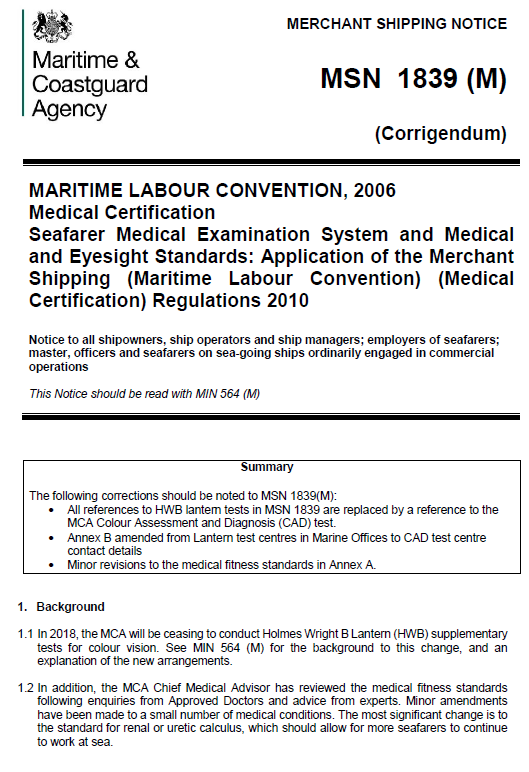 MERCHANT SHIPPING NOTICE
Maritime &
Coastguard
Agency
MSN 1839 (M)
(Corrigendum)
MARITIME LABOUR CONVENTION, 2006
Medical Certification
Seafarer Medical Examination System and Medical
and Eyesight Standards: Application of the Merchant
Shipping (Maritime Labour Convention) (Medical
Certification) Regulations 2010
Notice to all shipowners, ship operators and ship managers; employers of seafarers;
master, officers and seafarers on sea-going ships ordinarily engaged in commercial
operations
This Notice should be read with MIN 564 (M)
Summary
The following corrections should be noted to MSN 1839(M):
• All references to HWB lantern tests in MSN 1839 are replaced by a reference to the
MCA Colour Assessment and Diagnosis (CAD) test.
• Annex B amended from Lantern test centres in Marine Offices to CAD test centre
contact details
• Minor revisions to the medical fitness standards in Annex A.
1. Background
1.1 In 2018, the MCA will be ceasing to conduct Holmes Wright B Lantern (HWB) supplementary
tests for colour vision. See MIN 564 (M) for the background to this change, and an
explanation of the new arrangements.
1.2 In addition, the MCA Chief Medical Advisor has reviewed the medical fitness standards
following enquiries from Approved Doctors and advice from experts. Minor amendments
have been made to a small number of medical conditions. The most significant change is to
the standard for renal or uretic calculus, which should allow for more seafarers to continue
to work at sea.